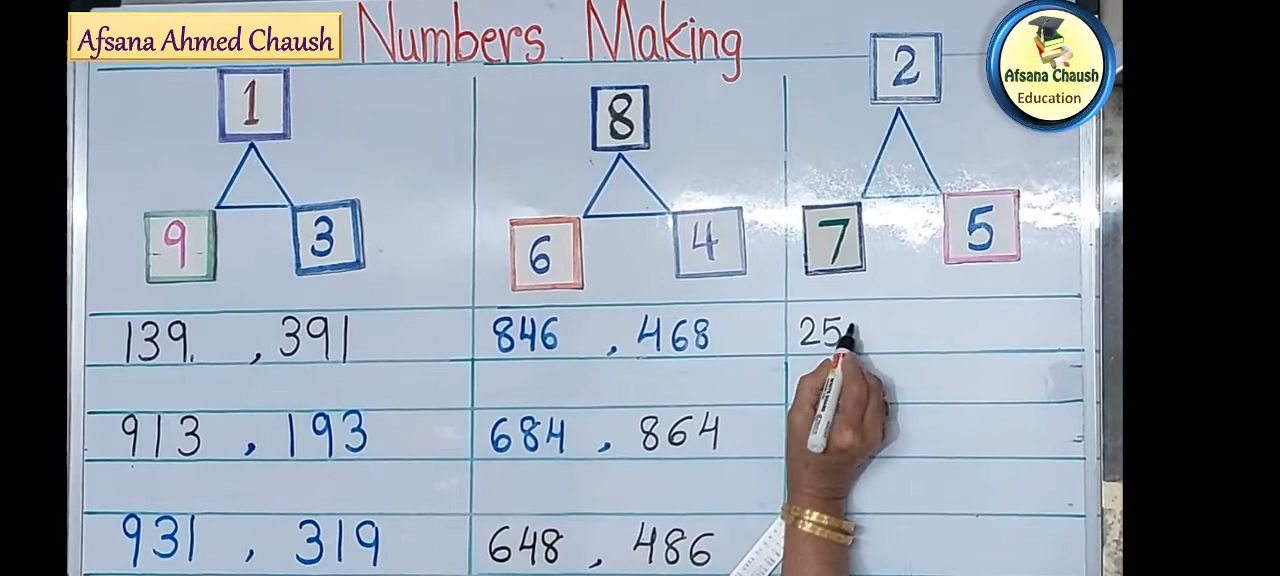 Afsana Ahmed Chaush
Numbers Making
Afsana Chaush
Education
1
9 3
8
6 4
2
7 5
139. , 391
913 , 193
931 , 319
846 , 468
684 , 864
648 , 486
25